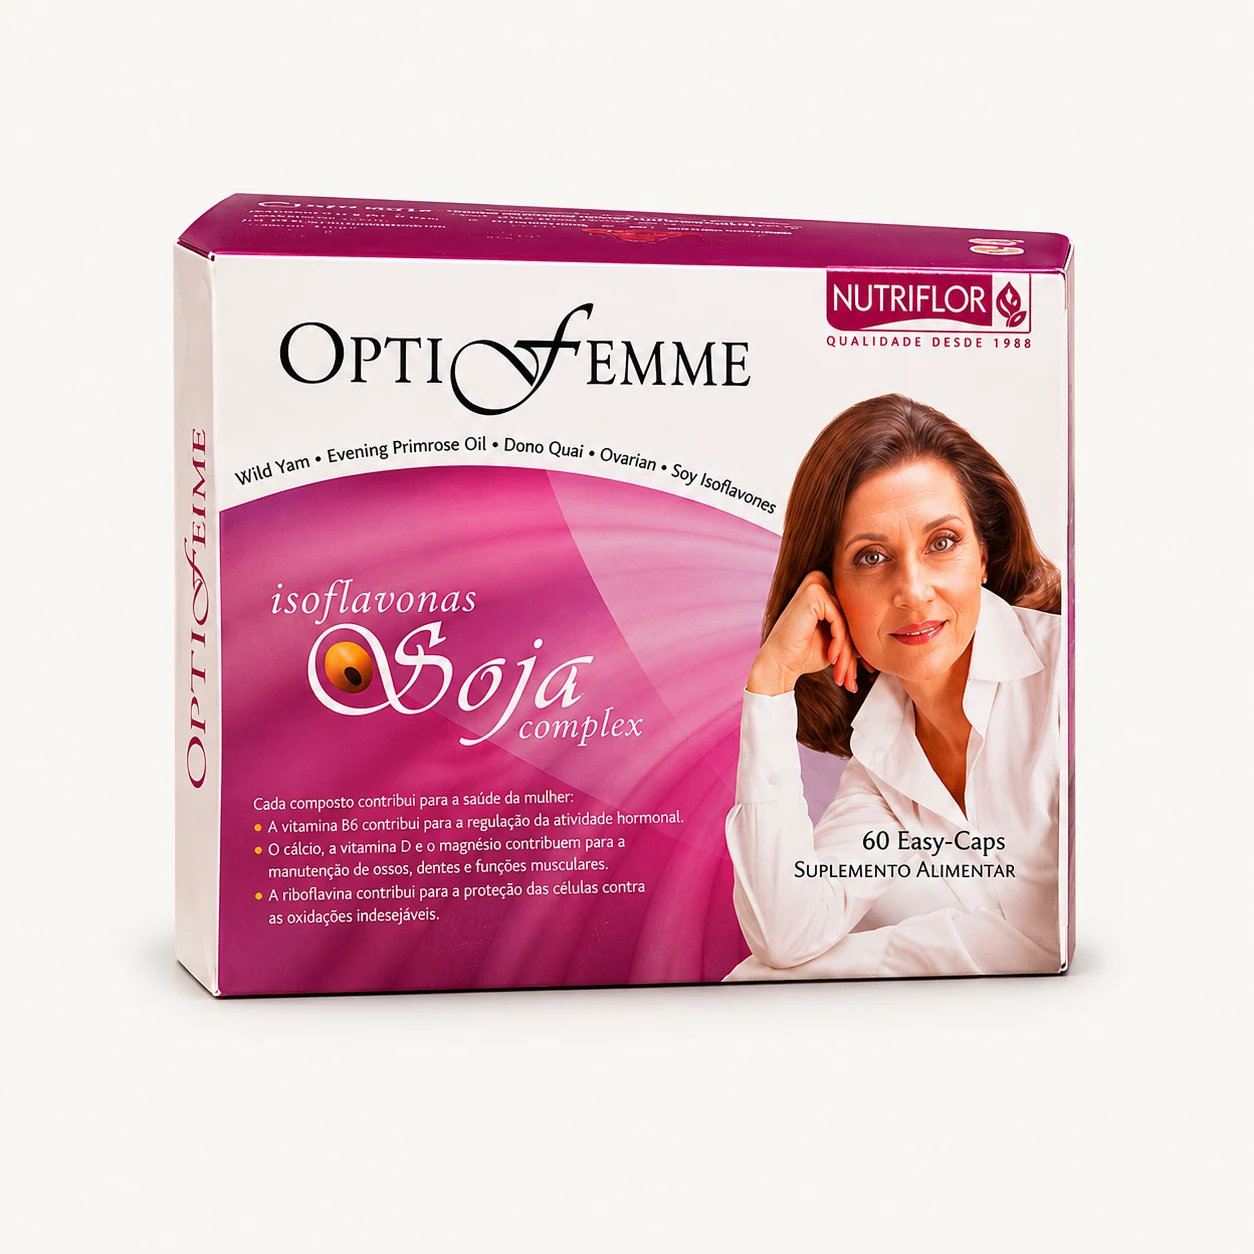 NUTRIFLOR
QUALIDADE DESDE 1988
OPTIFEMME
Wild Yam • Evening Primrose Oil • Dono Quai • Ovarian • Soy Isoflavones
isoflavonas
Soja
complex
Cada composto contribui para a saúde da mulher:
• A vitamina B6 contribui para a regulação da atividade hormonal.
• O cálcio, a vitamina D e o magnésio contribuem para a
manutenção de ossos, dentes e funções musculares.
• A riboflavina contribui para a proteção das células contra
as oxidações indesejáveis.
60 Easy-Caps
SUPLEMENTO ALIMENTAR
OPTIFEMME